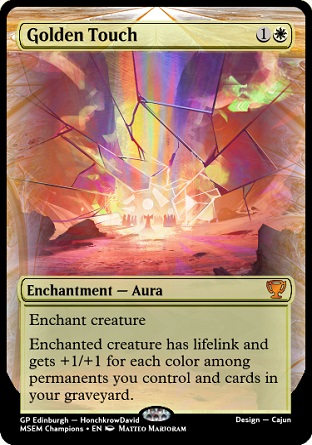 Golden Touch 1
Enchantment — Aura
Enchant creature
Enchanted creature has lifelink and
gets +1/+1 for each color among
permanents you control and cards in
your graveyard.
GP Edinburgh – HonchkrowDavid
Design – Cajun
MSEM Champions • EN Matteo Marjoram